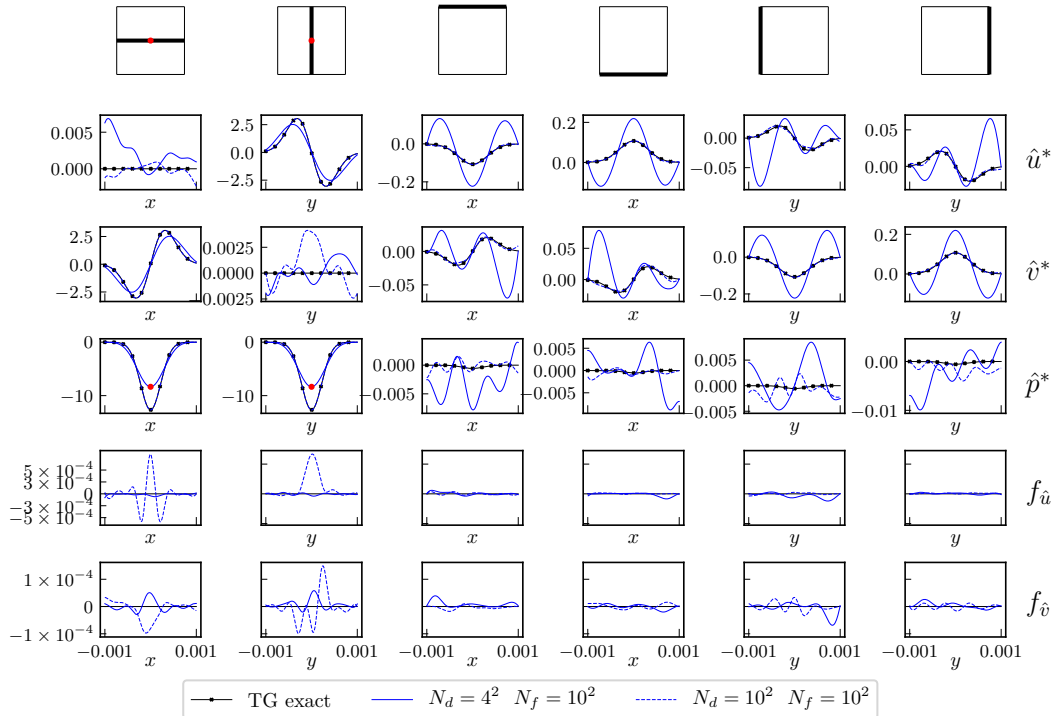 0.005 2.5 0.0 0.2 0.00 0.05 û*
0.000 0.0 0.0 −0.05 0.00
−2.5 −0.2
x y x x y y
2.5 0.0025 0.00 0.05 0.0 0.2 v̂*
0.0 0.0000 −0.05 0.00 −0.2 0.0
−2.5 −0.0025
x y x x y y
0 0 0.000 0.005 0.005 0.00 p̂*
−10 −10 −0.005 0.000 0.000 −0.01
−0.005 −0.005
x y x x y y
5 × 10⁻⁴ f_û
3 × 10⁻⁴
0
−3 × 10⁻⁴
−5 × 10⁻⁴
x y x x y y
1 × 10⁻⁴ f_v̂
0
−1 × 10⁻⁴
−0.001 0.001 −0.001 0.001 −0.001 0.001 −0.001 0.001 −0.001 0.001 −0.001 0.001
x y x x y y
TG exact N_d = 4² N_f = 10² N_d = 10² N_f = 10²